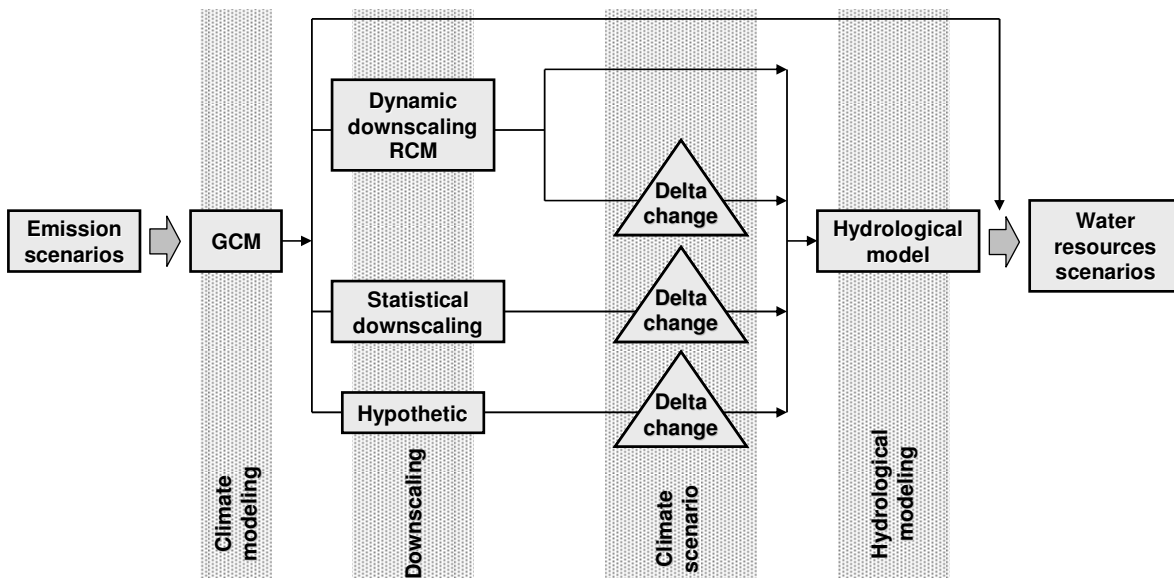 Dynamic
downscaling
RCM
Delta
change
Emission
scenarios
GCM
Hydrological
model
Water
resources
scenarios
Statistical
downscaling
Delta
change
Hypothetic
Delta
change
Climate
modeling
Downscaling
Climate
scenario
Hydrological
modeling